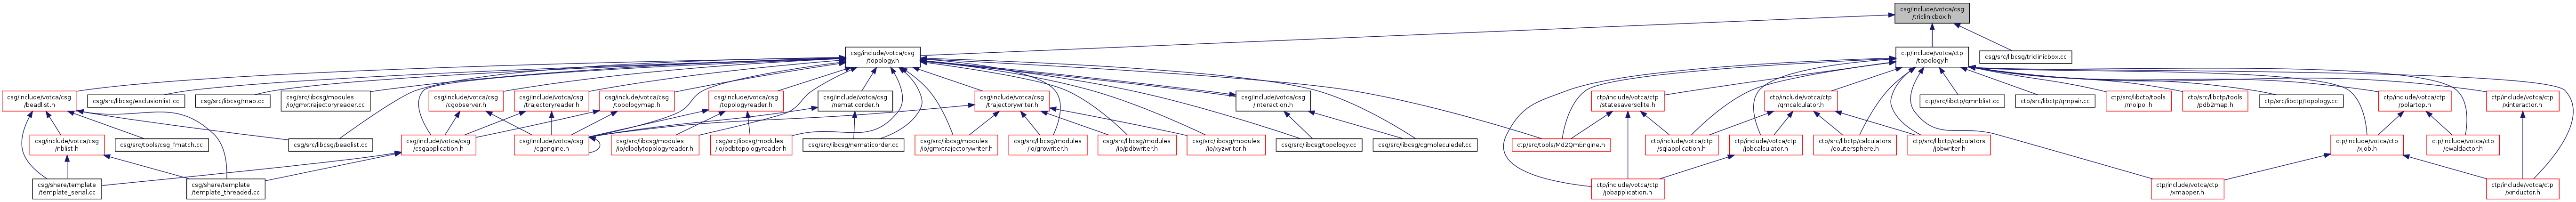 csg/include/votca/csg
/triclinicbox.h
csg/include/votca/csg
/topology.h
ctp/include/votca/ctp
/topology.h
csg/src/libcsg/triclinicbox.cc
csg/include/votca/csg
/beadlist.h
csg/src/libcsg/exclusionlist.cc
csg/src/libcsg/map.cc
csg/src/libcsg/modules
/io/gmxtrajectoryreader.cc
csg/include/votca/csg
/cgobserver.h
csg/include/votca/csg
/trajectoryreader.h
csg/include/votca/csg
/topologymap.h
csg/include/votca/csg
/topologyreader.h
csg/include/votca/csg
/nematicorder.h
csg/include/votca/csg
/trajectorywriter.h
csg/include/votca/csg
/interaction.h
ctp/include/votca/ctp
/statesaversqlite.h
ctp/include/votca/ctp
/qmcalculator.h
ctp/src/libctp/qmnblist.cc
ctp/src/libctp/qmpair.cc
ctp/src/libctp/tools
/molpol.h
ctp/src/libctp/tools
/pdb2map.h
ctp/src/libctp/topology.cc
ctp/include/votca/ctp
/polartop.h
ctp/include/votca/ctp
/xinteractor.h
csg/include/votca/csg
/nblist.h
csg/src/tools/csg_fmatch.cc
csg/src/libcsg/beadlist.cc
csg/include/votca/csg
/csgapplication.h
csg/include/votca/csg
/cgengine.h
csg/src/libcsg/modules
/io/dlpolytopologyreader.h
csg/src/libcsg/modules
/io/pdbtopologyreader.h
csg/src/libcsg/nematicorder.cc
csg/src/libcsg/modules
/io/gmxtrajectorywriter.h
csg/src/libcsg/modules
/io/growriter.h
csg/src/libcsg/modules
/io/pdbwriter.h
csg/src/libcsg/modules
/io/xyzwriter.h
csg/src/libcsg/topology.cc
csg/src/libcsg/cgmoleculedef.cc
ctp/src/tools/Md2QmEngine.h
ctp/include/votca/ctp
/sqlapplication.h
ctp/include/votca/ctp
/jobcalculator.h
ctp/src/libctp/calculators
/eoutersphere.h
ctp/src/libctp/calculators
/jobwriter.h
ctp/include/votca/ctp
/xjob.h
ctp/include/votca/ctp
/ewaldactor.h
csg/share/template
/template_serial.cc
csg/share/template
/template_threaded.cc
ctp/include/votca/ctp
/jobapplication.h
ctp/include/votca/ctp
/xmapper.h
ctp/include/votca/ctp
/xinductor.h